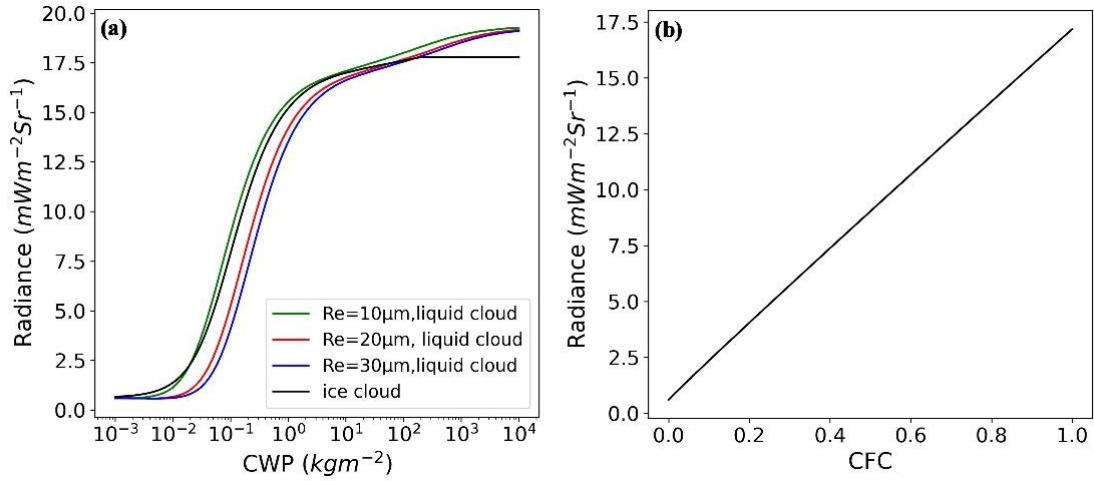 (a)
Radiance (mWm⁻²Sr⁻¹)
20.0
17.5
15.0
12.5
10.0
7.5
5.0
2.5
0.0
Re=10μm,liquid cloud
Re=20μm, liquid cloud
Re=30μm,liquid cloud
ice cloud
10⁻³ 10⁻² 10⁻¹ 10⁰ 10¹ 10² 10³ 10⁴
CWP (kgm⁻²)
(b)
Radiance (mWm⁻²Sr⁻¹)
17.5
15.0
12.5
10.0
7.5
5.0
2.5
0.0
0.0 0.2 0.4 0.6 0.8 1.0
CFC